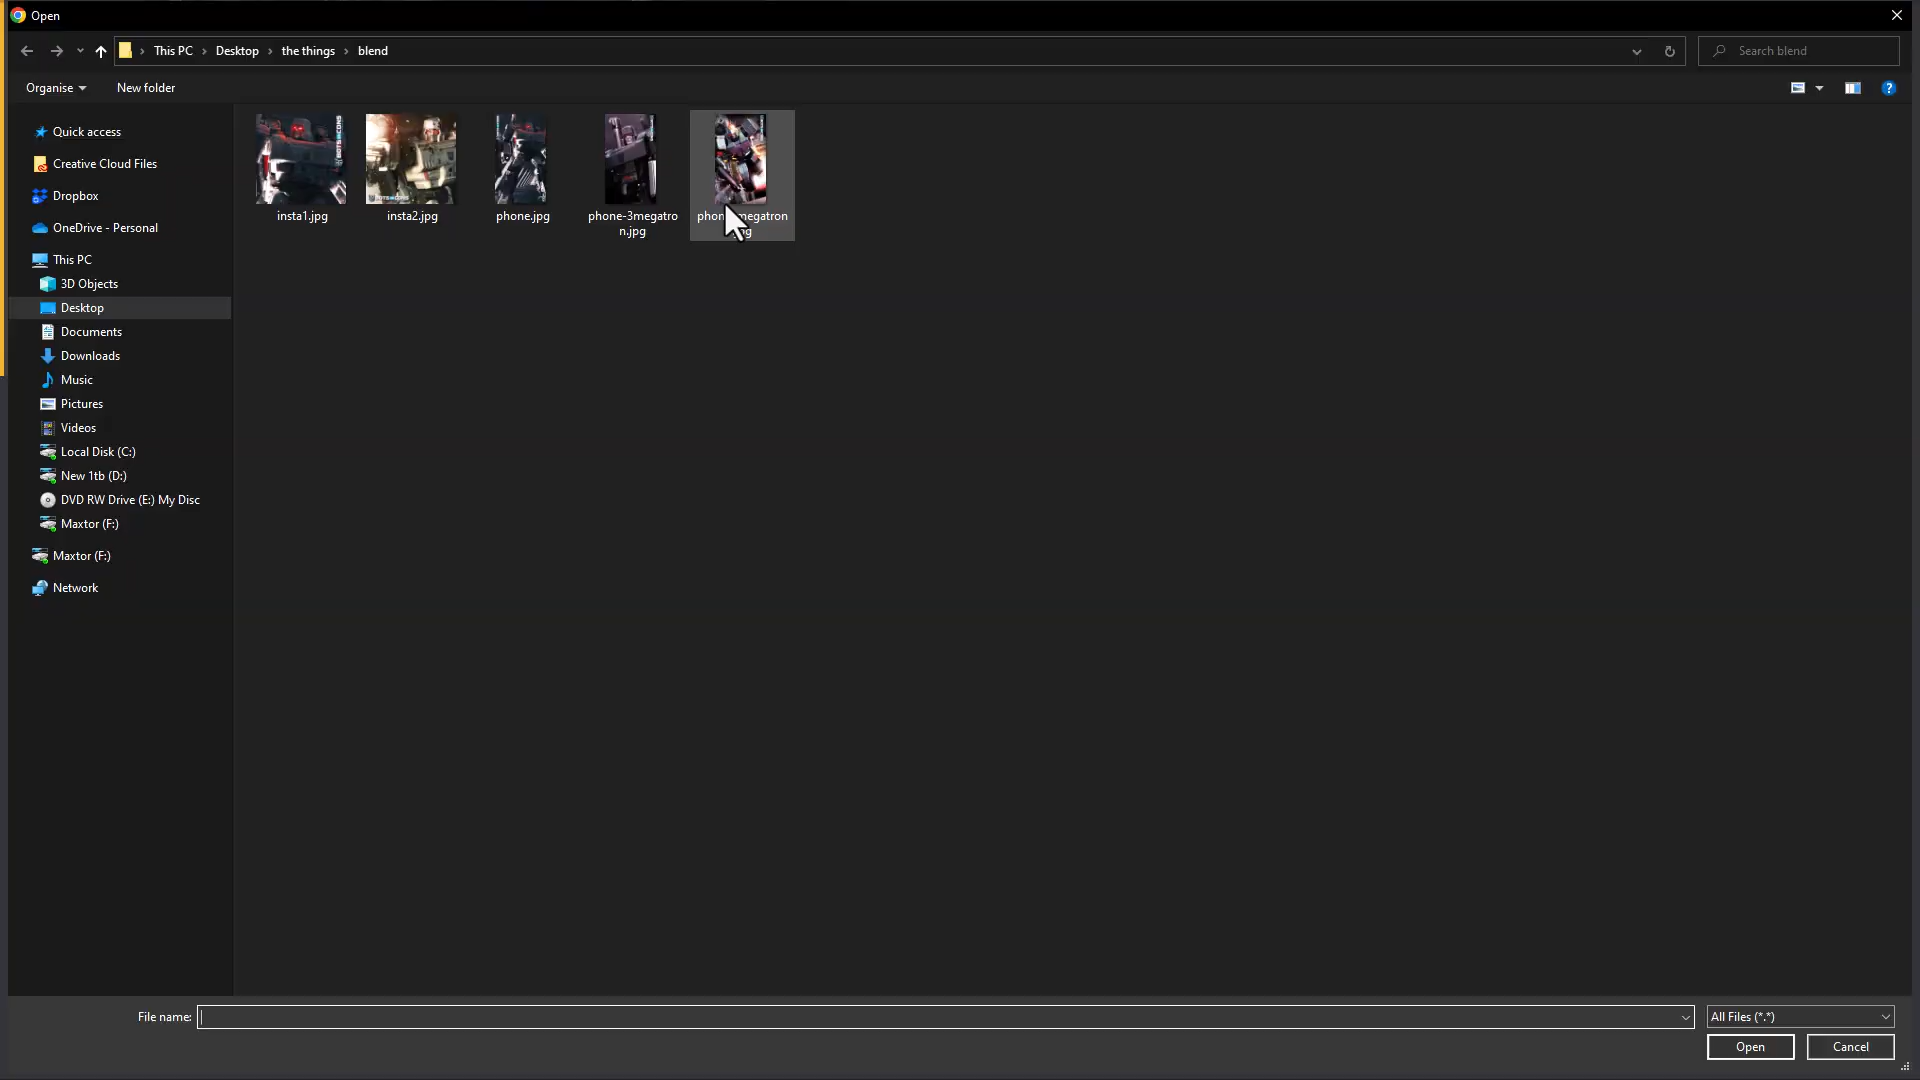 Open
This PC
Desktop
the things
blend
Search blend
Organise
New folder
Quick access
Creative Cloud Files
Dropbox
OneDrive - Personal
This PC
3D Objects
Desktop
Documents
Downloads
Music
Pictures
Videos
Local Disk (C:)
New 1tb (D:)
DVD RW Drive (E:) My Disc
Maxtor (F:)
Maxtor (F:)
Network
BOTS CONS
insta1.jpg
insta2.jpg
phone.jpg
phone-3megatro
n.jpg
File name:
All Files (*.*)
Open
Cancel